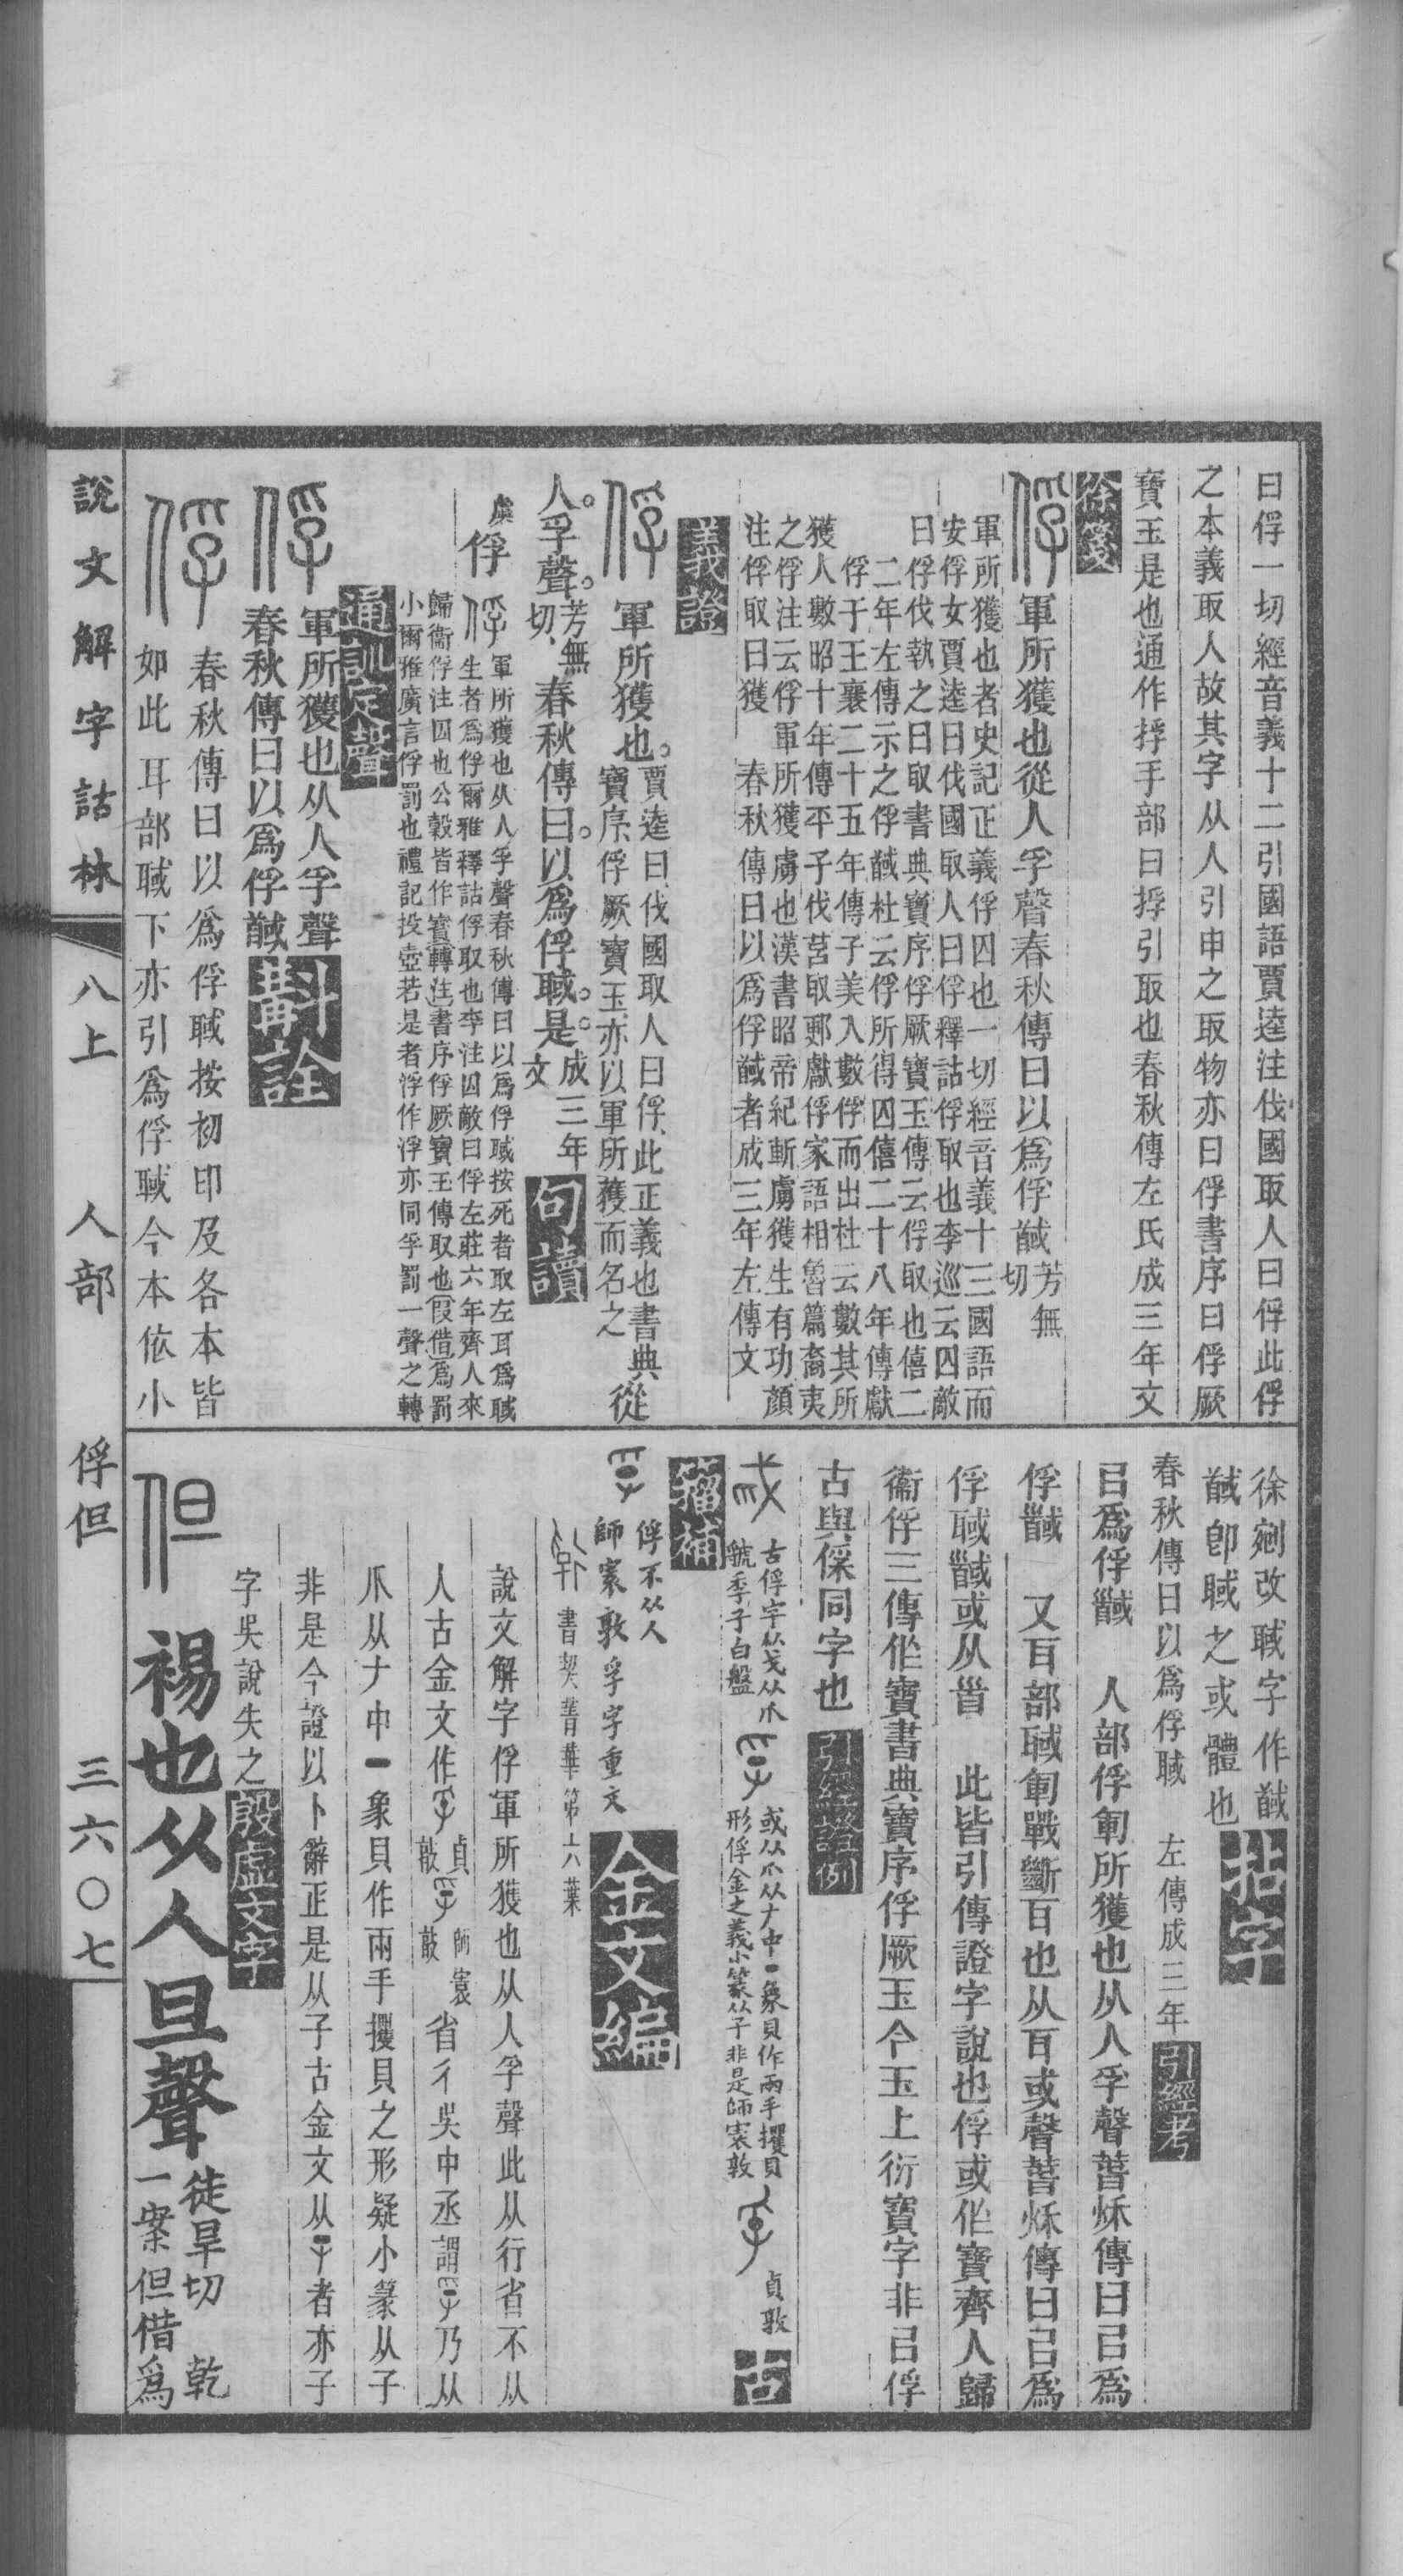 曰俘一切經音義十二引國語賈逵注伐國取人曰俘此俘
之本義取人故其字从人引申之取物亦曰俘書序曰俘厥
寶玉是也通作捊手部曰捊引取也春秋傳左氏成三年文
徐箋
俘軍所獲也從人孚聲春秋傳曰以爲俘馘芳無
切
軍所獲也者史記正義俘囚也一切經音義十三國語而
安俘女賈逵曰伐國取人曰俘釋詁俘取也李巡云囚敵
曰俘伐執之曰取書典寶序俘厥寶玉傳云俘取也僖二
二年左傳示之俘馘杜云俘所得囚僖二十八年傳獻
俘于王襄二十五年傳子美入數俘而出杜云數其所
獲人數昭十年傳平子伐莒取郠獻俘家語相魯篇裔夷
之俘注云俘軍所獲虜也漢書昭帝紀斬虜獲生有功顏
注俘取曰獲　春秋傳曰以爲俘馘者成三年左傳文
義證
俘軍所獲也。賈逵曰伐國取人曰俘、此正義也書典
寶序、俘厥寶玉、亦以軍所獲而名之從
人。孚聲。芳無
切、春秋傳曰。以爲俘聝。是。成三年
文句讀
虞
俘俘軍所獲也从人孚聲春秋傳曰以爲俘聝按死者取左耳爲聝
生者爲俘爾雅釋詁俘取也李注囚敵曰俘左莊六年齊人來
歸衞俘注囚也公穀皆作寶轉注書序俘厥寶玉傳取也假借爲罰
小爾雅廣言俘罰也禮記投壺若是者浮作浮亦同孚罰一聲之轉
通訓定聲
俘軍所獲也从人孚聲
春秋傳曰以爲俘馘斠詮
俘春秋傳曰以爲俘聝按初印及各本皆
如此耳部聝下亦引爲俘聝今本依小
徐剜改聝字作馘
馘卽聝之或體也拈字
春秋傳曰以爲俘聝　左傳成三年引經考
㠯爲俘馘　人部俘軍所獲也从人孚聲春秋傳曰㠯爲
俘馘　又耳部聝軍戰斷耳也从耳或聲春秋傳曰㠯爲
俘聝馘或从首　此皆引傳證字說也俘或作寶齊人歸
衞俘三傳作寶書典寶序俘厥玉今玉上衍寶字非㠯俘
古與保同字也引經證例
古俘字从戈从爪
虢季子白盤
或从爪从𠂇中一象貝作兩手攫貝
形俘金之義小篆从子非是師寰敦
貞敦古
籀補
俘不从人
師寰敦孚字重文金文編
書契菁華第六葉
說文解字俘軍所獲也从人孚聲此从行省不从
人古金文作貞
敦師寰
敦省彳吳中丞謂乃从
爪从𠂇中一象貝作兩手攫貝之形疑小篆从子
非是今證以卜辭正是从子古金文从者亦子
字吳說失之殷虛文字
但裼也从人旦聲徒旱切　乾
一案但借爲
說文解字詁林　八上　人部　俘但　三六〇七